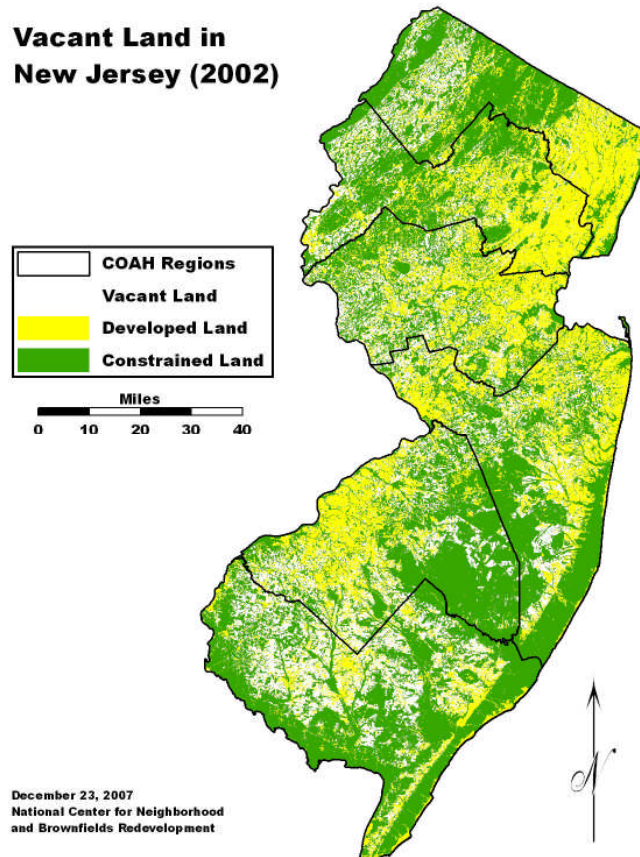 Vacant Land in
New Jersey (2002)
COAH Regions
Vacant Land
Developed Land
Constrained Land
Miles
0 10 20 30 40
N
December 23, 2007
National Center for Neighborhood
and Brownfields Redevelopment